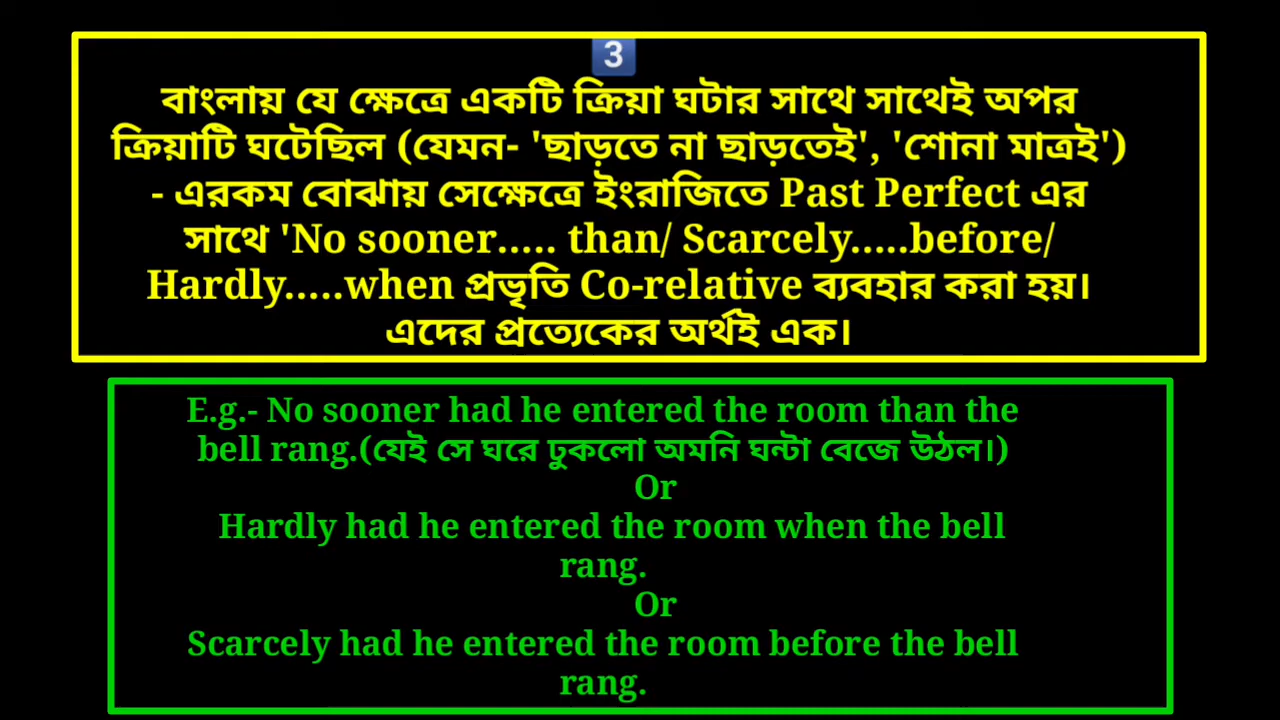 3
বাংলায় যে ক্ষেত্রে একটি ক্রিয়া ঘটার সাথে সাথেই অপর
ক্রিয়াটি ঘটেছিল (যেমন- 'ছাড়তে না ছাড়তেই', 'শোনা মাত্রই')
- এরকম বোঝায় সেক্ষেত্রে ইংরাজিতে Past Perfect এর
সাথে 'No sooner..... than/ Scarcely.....before/
Hardly.....when প্রভৃতি Co-relative ব্যবহার করা হয়।
এদের প্রত্যেকের অর্থই এক।
E.g.- No sooner had he entered the room than the
bell rang.(যেই সে ঘরে ঢুকলো অমনি ঘন্টা বেজে উঠল।)
Or
Hardly had he entered the room when the bell
rang.
Or
Scarcely had he entered the room before the bell
rang.